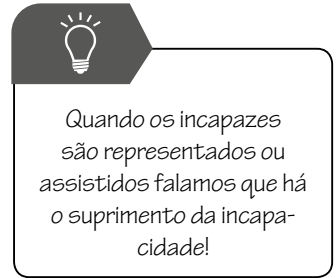 Quando os incapazes
são representados ou
assistidos falamos que há
o suprimento da incapa-
cidade!